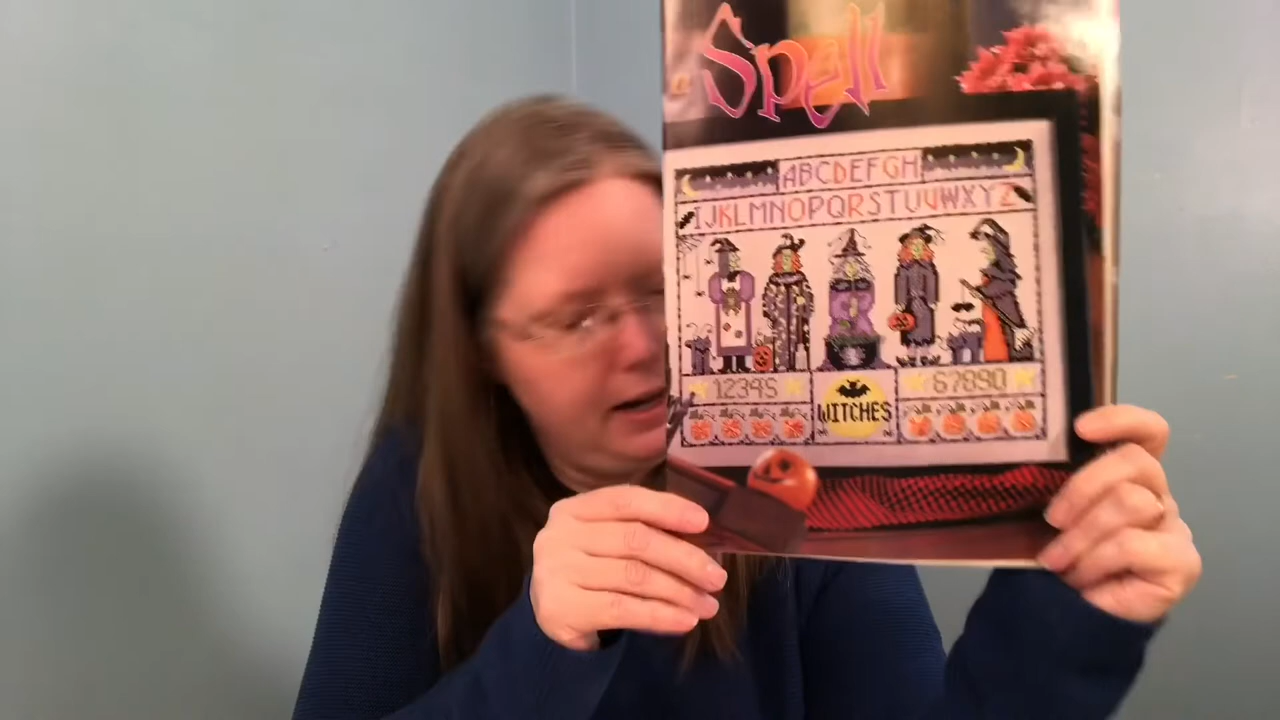 Spell
ABCDEFGH
IJKLMNOPQRSTUVWXYZ
12345
67890
WITCHES